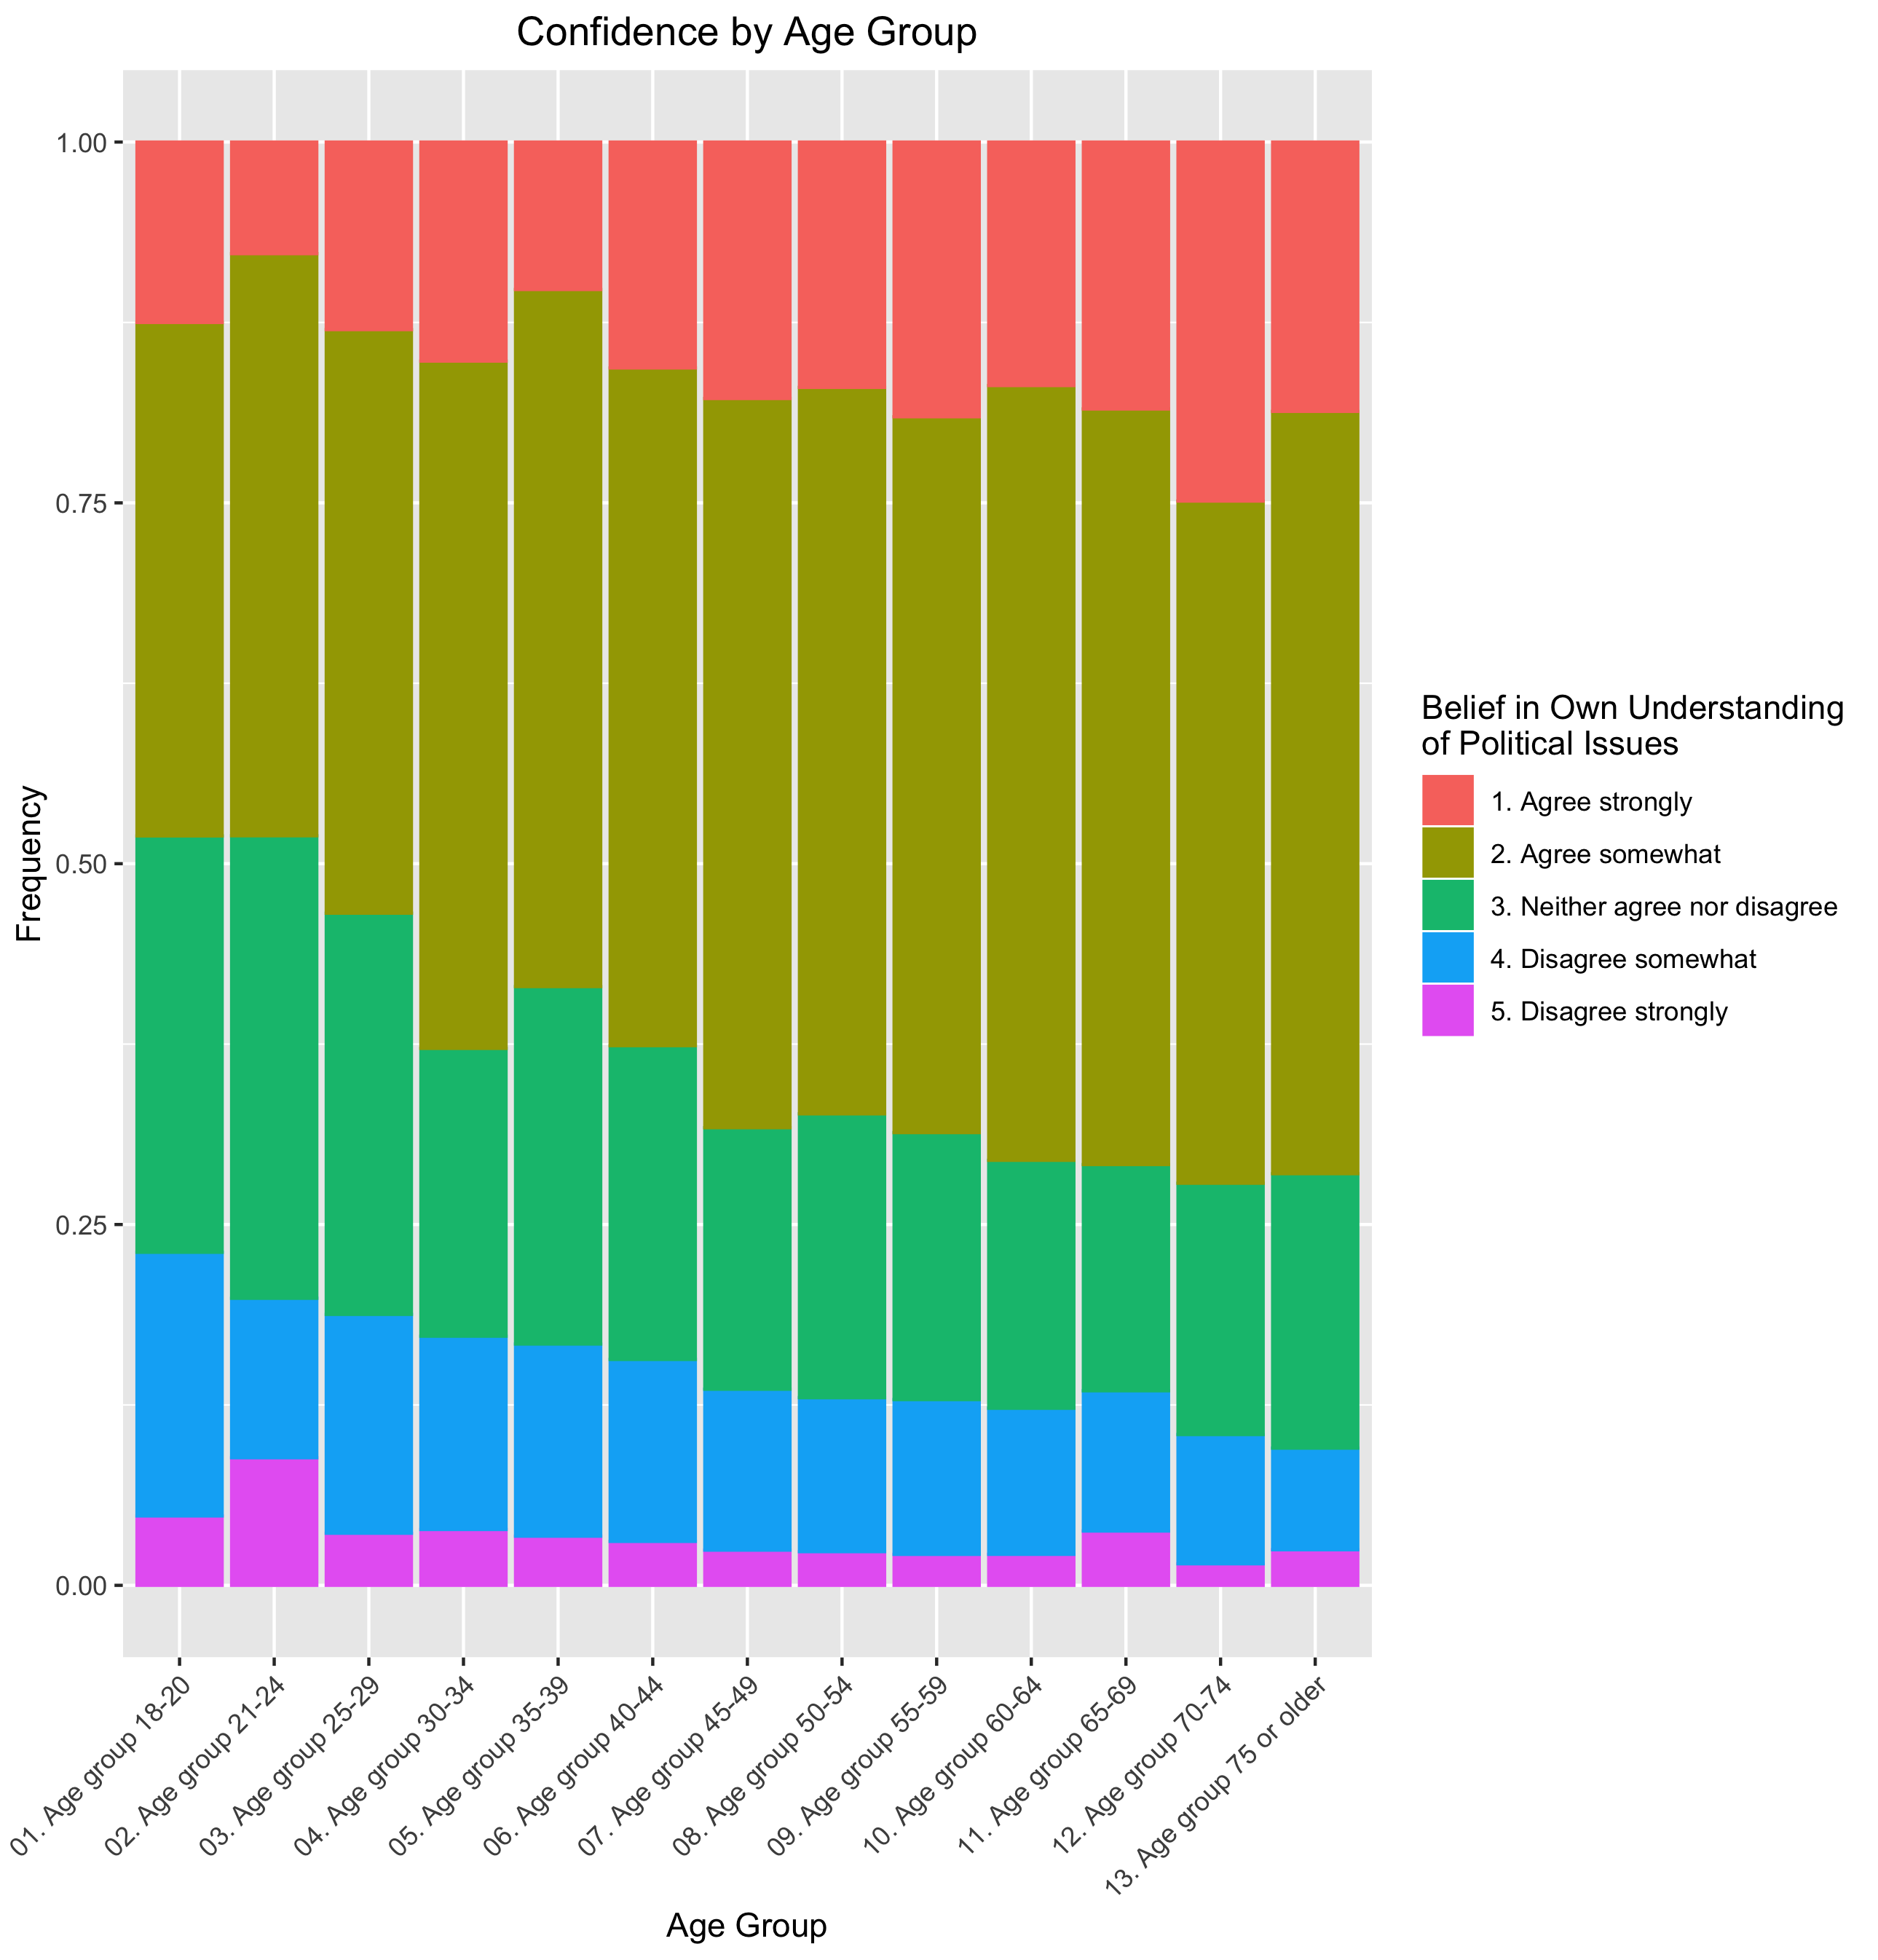 Confidence by Age Group
1.00
0.75
0.50
0.25
0.00
Frequency
01. Age group 18-20
02. Age group 21-24
03. Age group 25-29
04. Age group 30-34
05. Age group 35-39
06. Age group 40-44
07. Age group 45-49
08. Age group 50-54
09. Age group 55-59
10. Age group 60-64
11. Age group 65-69
12. Age group 70-74
13. Age group 75 or older
Age Group
Belief in Own Understanding
of Political Issues
1. Agree strongly
2. Agree somewhat
3. Neither agree nor disagree
4. Disagree somewhat
5. Disagree strongly